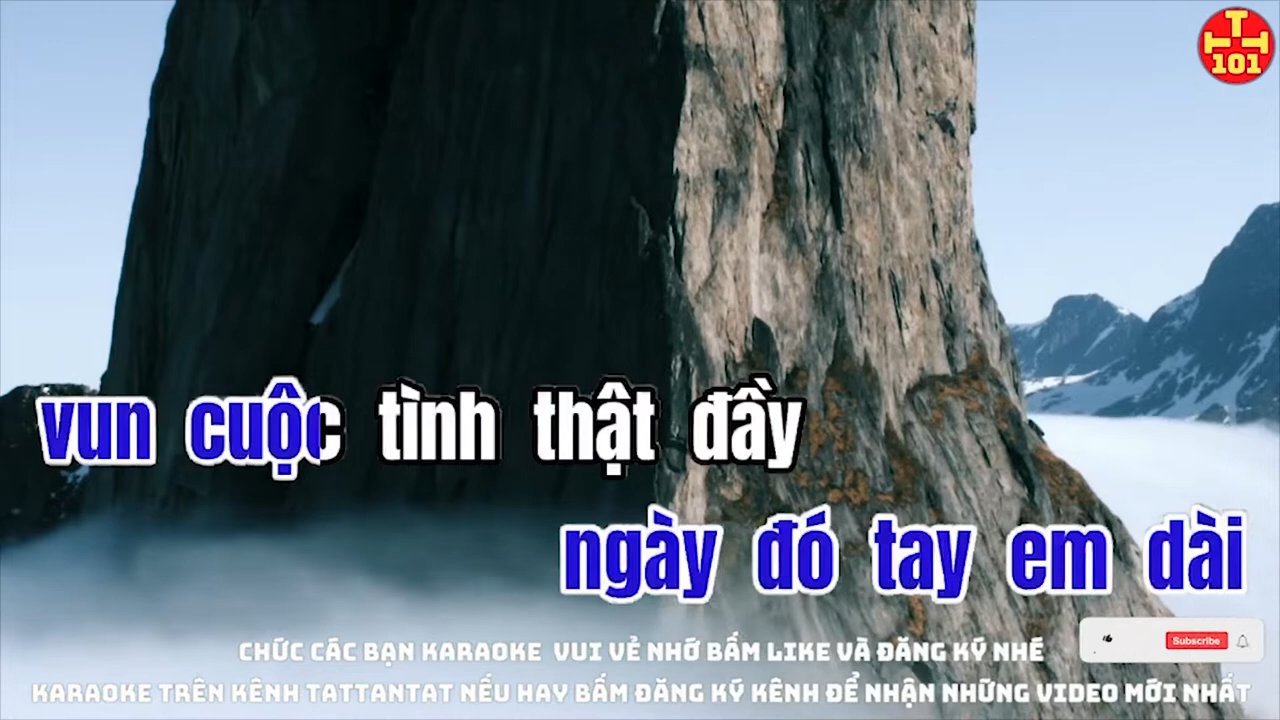 T
TTH
101
vun cuộc tình thật đầy
ngày đó tay em dài
Subscribe
CHỨC CÁC BẠN KARAOKE VUI VẺ NHỚ BẤM LIKE VÀ ĐĂNG KÝ NHÉ
KARAOKE TRÊN KÊNH TATTANTAT NẾU HAY BẤM ĐĂNG KÝ KÊNH ĐỂ NHẬN NHỮNG VIDEO MỚI NHẤT